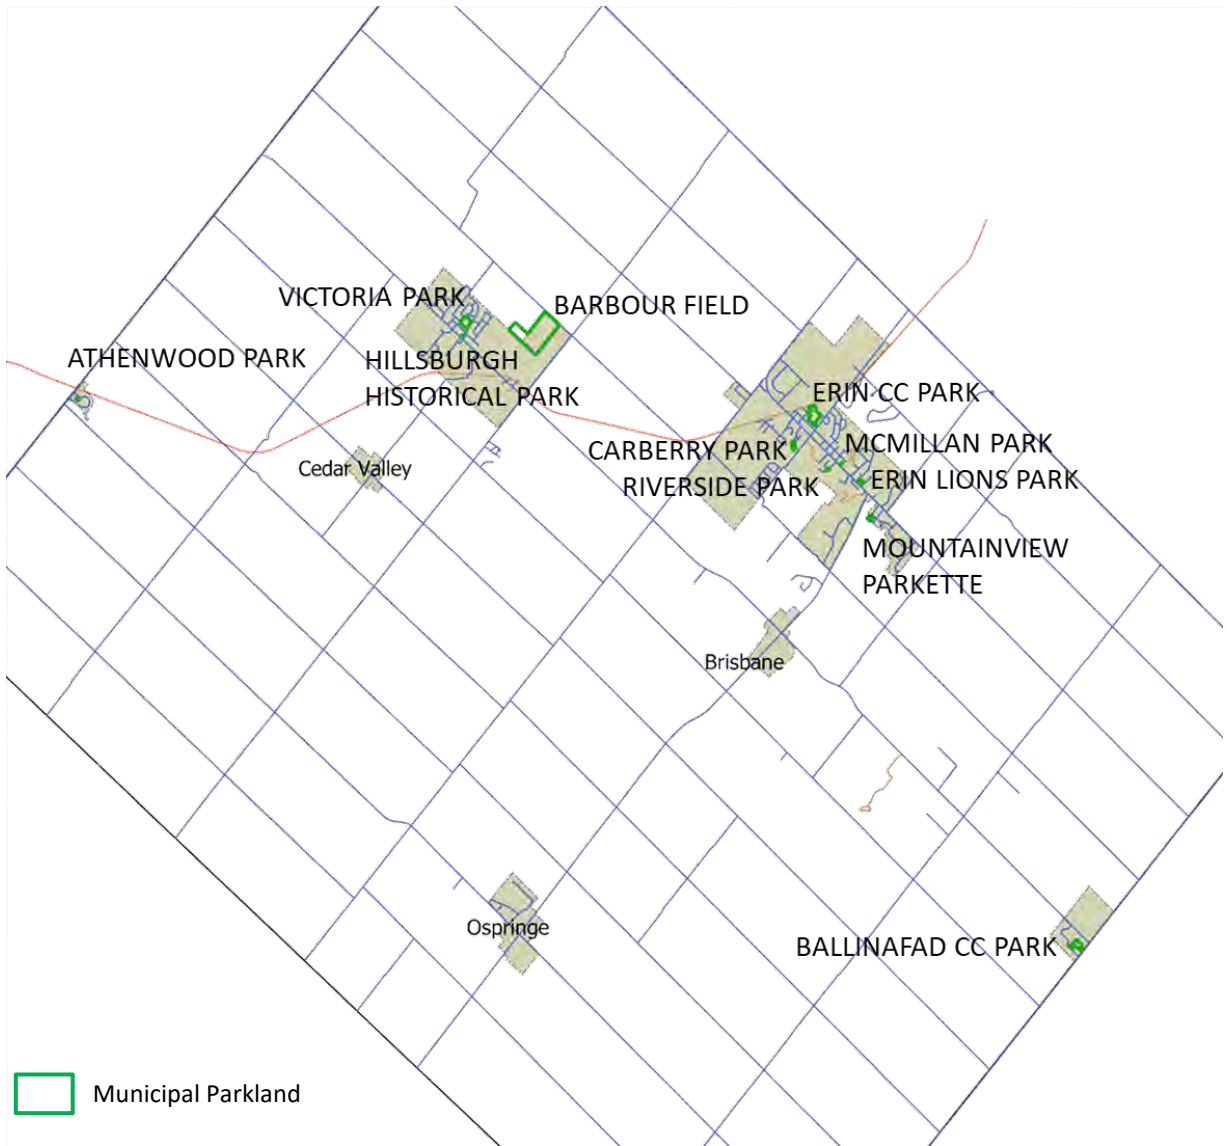 VICTORIA PARK
BARBOUR FIELD
ATHENWOOD PARK
HILLSBURGH
HISTORICAL PARK
ERIN CC PARK
CARBERRY PARK
MCMILLAN PARK
Cedar Valley
RIVERSIDE PARK
ERIN LIONS PARK
MOUNTAINVIEW
PARKETTE
Brisbane
Ospringe
BALLINAFAD CC PARK
Municipal Parkland